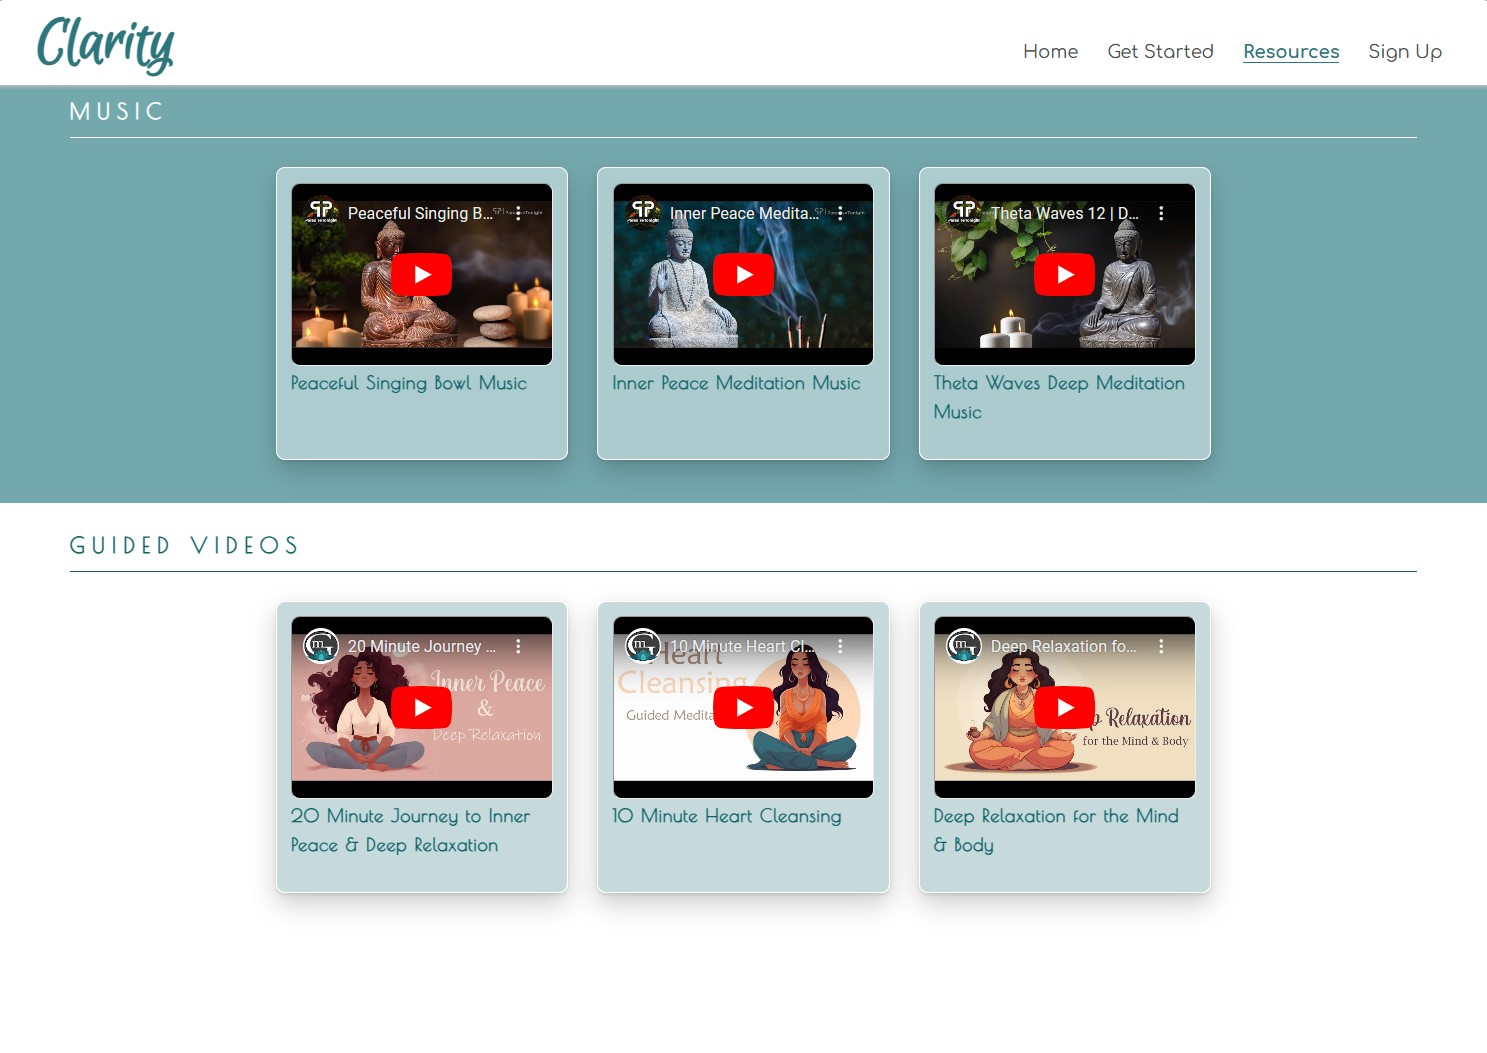 Clarity
Home Get Started Resources Sign Up
MUSIC
Peaceful Singing B...
Inner Peace Medita...
Theta Waves 12 | D...
Peaceful Singing Bowl Music
Inner Peace Meditation Music
Theta Waves Deep Meditation
Music
GUIDED VIDEOS
20 Minute Journey ...
Inner Peace
&
Deep Relaxation
10 Minute Heart Cl...
Heart
Cleansing
Guided
Deep Relaxation fo...
Relaxation
for the Mind & Body
20 Minute Journey to Inner
Peace & Deep Relaxation
10 Minute Heart Cleansing
Deep Relaxation for the Mind
& Body